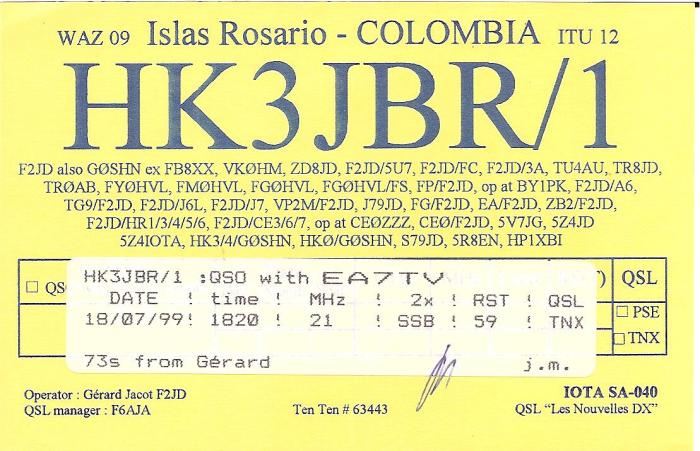 WAZ 09 Islas Rosario - COLOMBIA ITU 12
HK3JBR/1
F2JD also GØSHN ex FB8XX, VKØHM, ZD8JD, F2JD/5U7, F2JD/FC, F2JD/3A, TU4AU, TR8JD,
TRØAB, FYØHVL, FMØHVL, FGØHVL, FGØHVL/FS, FP/F2JD, op at BY1PK, F2JD/A6,
TG9/F2JD, F2JD/J6L, F2JD/J7, VP2M/F2JD, J79JD, FG/F2JD, EA/F2JD, ZB2/F2JD,
F2JD/HR1/3/4/5/6, F2JD/CE3/6/7, op at CEØZZZ, CEØ/F2JD, 5V7JG, 5Z4JD
5Z4IOTA, HK3/4/GØSHN, HKØ/GØSHN, S79JD, 5R8EN, HP1XBI
HK3JBR/1 :QSO with EA7TV
QSL
DATE ! time ! MHz ! 2x ! RST ! QSL
PSE
18/07/99! 1820 ! 21 ! SSB ! 59 ! TNX
TNX
73s from Gérard j.m.
Operator : Gérard Jacot F2JD
IOTA SA-040
QSL manager : F6AJA
Ten Ten # 63443
QSL "Les Nouvelles DX"